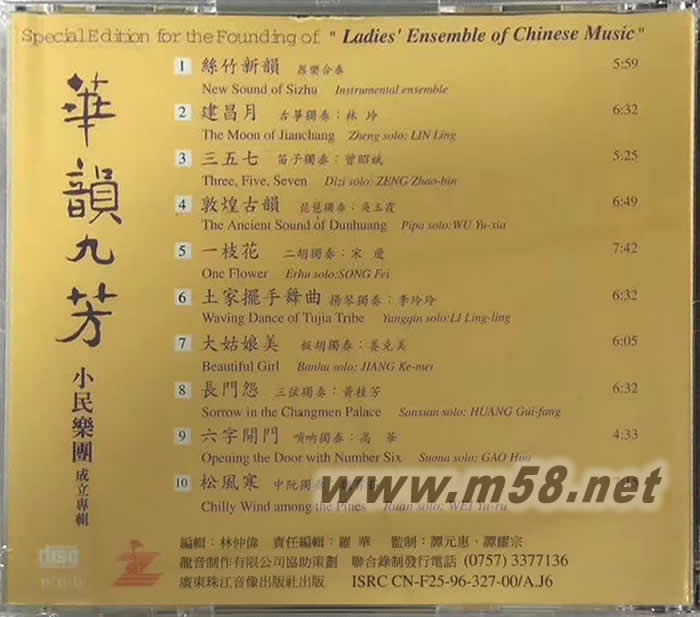 Special Edition for the Founding of " Ladies' Ensemble of Chinese Music "
華韻九芳
小民樂團
成立專輯
1 絲竹新韻 器樂合奏 5:59
New Sound of Sizhu Instrumental ensemble
2 建昌月 古箏獨奏:林 玲 6:32
The Moon of Jianchang Zheng solo: LIN Ling
3 三五七 笛子獨奏:曾昭斌 5:25
Three, Five, Seven Dizi solo: ZENG Zhao-bin
4 敦煌古韻 琵琶獨奏:吳玉霞 6:49
The Ancient Sound of Dunhuang Pipa solo: WU Yu-xia
5 一枝花 二胡獨奏:宋 7:42
One Flower Erhu solo:SONG Fei
6 土家擺手舞曲 揚琴獨奏:李玲玲 6:32
Waving Dance of Tujia Tribe Yangqin solo:LI Ling-ling
7 大姑娘美 板胡獨奏:姜克美 6:05
Beautiful Girl Banhu solo: JIANG Ke-mei
8 長門怨 三弦獨奏:黃桂芳 6:32
Sorrow in the Changmen Palace Sanxian solo: HUANG Gui-fang
9 六字開門 嗩吶獨奏:高 華 4:33
Opening the Door with Number Six Suona solo: GAO Hua
10 松風寒 中阮獨奏
Chilly Wind among the Pines Ruan solo: WEI Yu-ru
www.m58.net
編輯:林仲偉 責任編輯:羅 華 監制:譚元惠、譚耀宗
龍音制作有限公司協助策劃 聯合錄制發行電話 (0757) 3377136
廣東珠江音像出版社出版 ISRC CN-F25-96-327-00/A.J6
disc